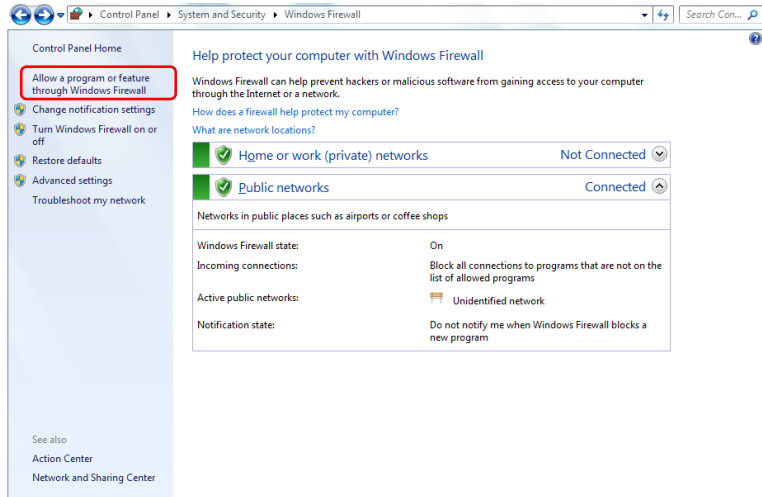 Control Panel ▸ System and Security ▸ Windows Firewall
Search Con...
Control Panel Home
Allow a program or feature
through Windows Firewall
Change notification settings
Turn Windows Firewall on or
off
Restore defaults
Advanced settings
Troubleshoot my network
See also
Action Center
Network and Sharing Center
Help protect your computer with Windows Firewall
Windows Firewall can help prevent hackers or malicious software from gaining access to your computer
through the Internet or a network.
How does a firewall help protect my computer?
What are network locations?
Home or work (private) networks Not Connected
Public networks Connected
Networks in public places such as airports or coffee shops
Windows Firewall state: On
Incoming connections: Block all connections to programs that are not on the
list of allowed programs
Active public networks: Unidentified network
Notification state: Do not notify me when Windows Firewall blocks a
new program